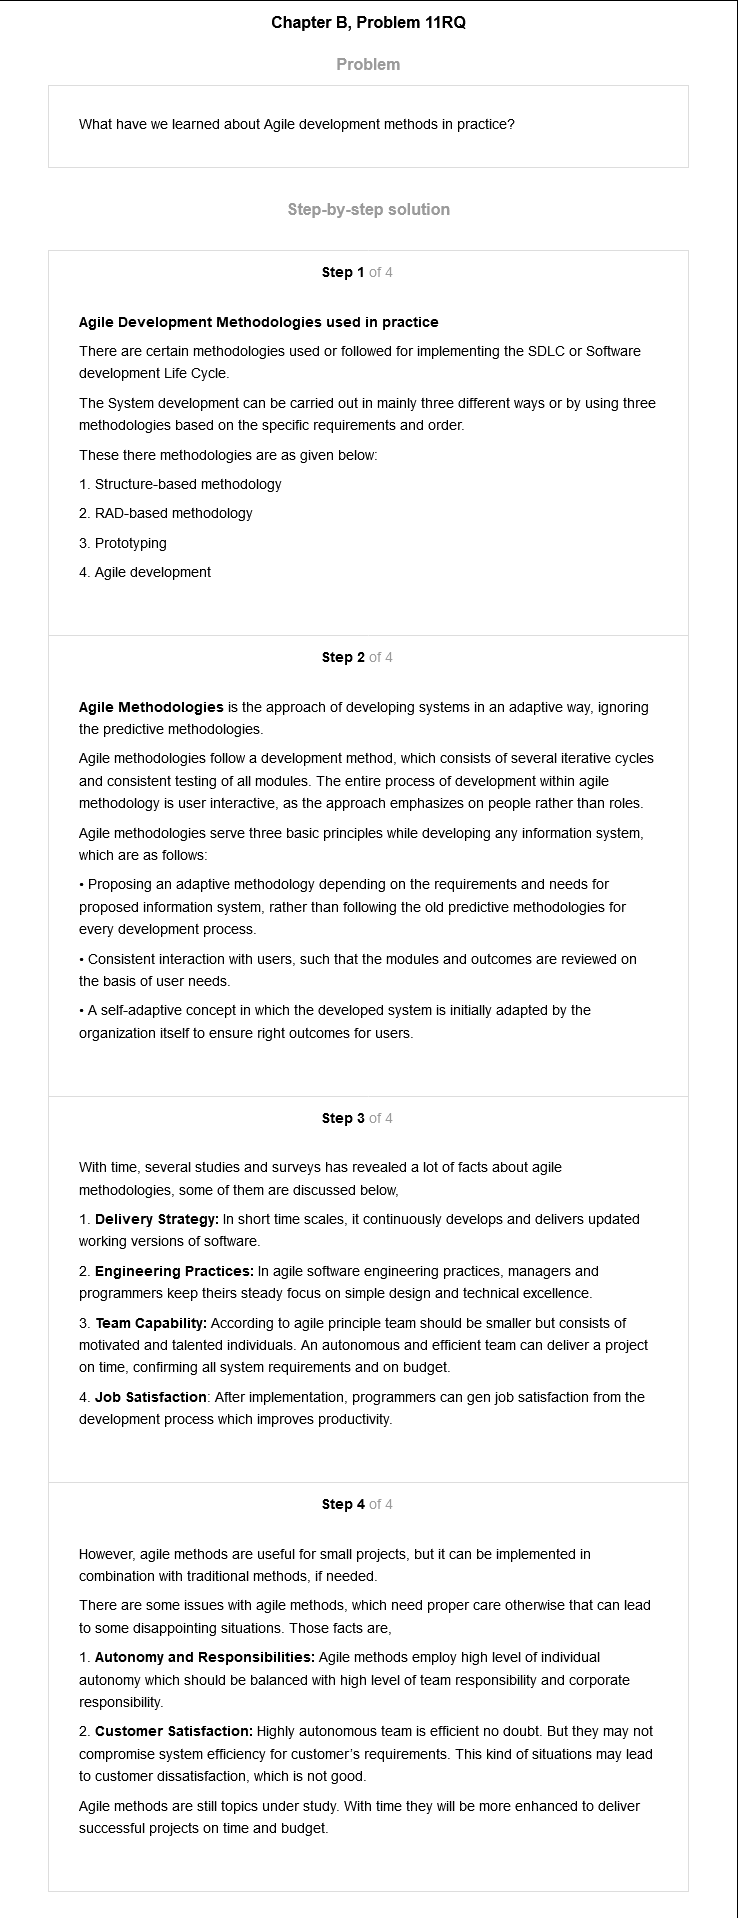 Chapter B, Problem 11RQ
Problem
What have we learned about Agile development methods in practice?
Step-by-step solution
Step 1 of 4
Agile Development Methodologies used in practice
There are certain methodologies used or followed for implementing the SDLC or Software
development Life Cycle.
The System development can be carried out in mainly three different ways or by using three
methodologies based on the specific requirements and order.
These there methodologies are as given below:
1. Structure-based methodology
2. RAD-based methodology
3. Prototyping
4. Agile development
Step 2 of 4
Agile Methodologies is the approach of developing systems in an adaptive way, ignoring
the predictive methodologies.
Agile methodologies follow a development method, which consists of several iterative cycles
and consistent testing of all modules. The entire process of development within agile
methodology is user interactive, as the approach emphasizes on people rather than roles.
Agile methodologies serve three basic principles while developing any information system,
which are as follows:
• Proposing an adaptive methodology depending on the requirements and needs for
proposed information system, rather than following the old predictive methodologies for
every development process.
• Consistent interaction with users, such that the modules and outcomes are reviewed on
the basis of user needs.
• A self-adaptive concept in which the developed system is initially adapted by the
organization itself to ensure right outcomes for users.
Step 3 of 4
With time, several studies and surveys has revealed a lot of facts about agile
methodologies, some of them are discussed below,
1. Delivery Strategy: In short time scales, it continuously develops and delivers updated
working versions of software.
2. Engineering Practices: In agile software engineering practices, managers and
programmers keep theirs steady focus on simple design and technical excellence.
3. Team Capability: According to agile principle team should be smaller but consists of
motivated and talented individuals. An autonomous and efficient team can deliver a project
on time, confirming all system requirements and on budget.
4. Job Satisfaction: After implementation, programmers can gen job satisfaction from the
development process which improves productivity.
Step 4 of 4
However, agile methods are useful for small projects, but it can be implemented in
combination with traditional methods, if needed.
There are some issues with agile methods, which need proper care otherwise that can lead
to some disappointing situations. Those facts are,
1. Autonomy and Responsibilities: Agile methods employ high level of individual
autonomy which should be balanced with high level of team responsibility and corporate
responsibility.
2. Customer Satisfaction: Highly autonomous team is efficient no doubt. But they may not
compromise system efficiency for customer's requirements. This kind of situations may lead
to customer dissatisfaction, which is not good.
Agile methods are still topics under study. With time they will be more enhanced to deliver
successful projects on time and budget.